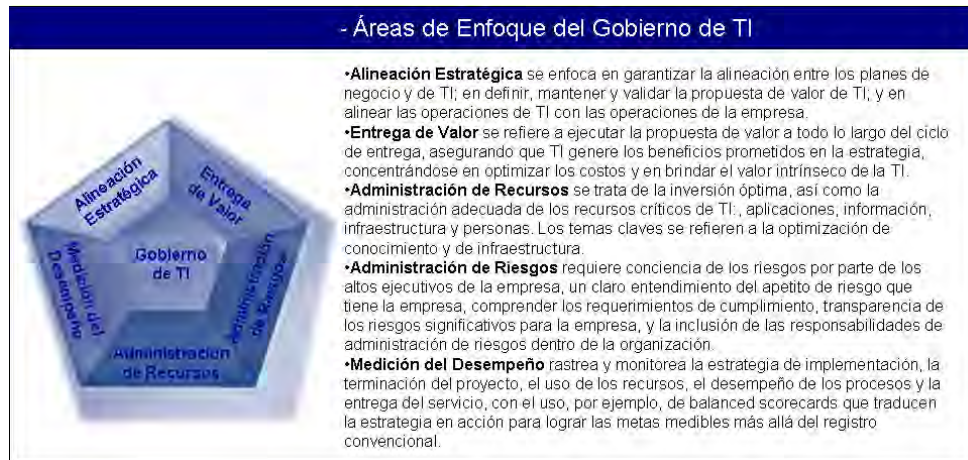 - Áreas de Enfoque del Gobierno de TI
•Alineación Estratégica se enfoca en garantizar la alineación entre los planes de
negocio y de TI; en definir, mantener y validar la propuesta de valor de TI; y en
alinear las operaciones de TI con las operaciones de la empresa.
•Entrega de Valor se refiere a ejecutar la propuesta de valor a todo lo largo del ciclo
de entrega, asegurando que TI genere los beneficios prometidos en la estrategia,
concentrándose en optimizar los costos y en brindar el valor intrínseco de la TI.
•Administración de Recursos se trata de la inversión óptima, así como la
administración adecuada de los recursos críticos de TI:, aplicaciones, información,
infraestructura y personas. Los temas claves se refieren a la optimización de
conocimiento y de infraestructura.
•Administración de Riesgos requiere conciencia de los riesgos por parte de los
altos ejecutivos de la empresa, un claro entendimiento del apetito de riesgo que
tiene la empresa, comprender los requerimientos de cumplimiento, transparencia de
los riesgos significativos para la empresa, y la inclusión de las responsabilidades de
administración de riesgos dentro de la organización.
•Medición del Desempeño rastrea y monitorea la estrategia de implementación, la
terminación del proyecto, el uso de los recursos, el desempeño de los procesos y la
entrega del servicio, con el uso, por ejemplo, de balanced scorecards que traducen
la estrategia en acción para lograr las metas medibles más allá del registro
convencional.
Alineación
Estratégica
Entrega
de Valor
Gobierno
de TI
Medición del
Desempeño
Administración
de Riesgos
Administración
de Recursos